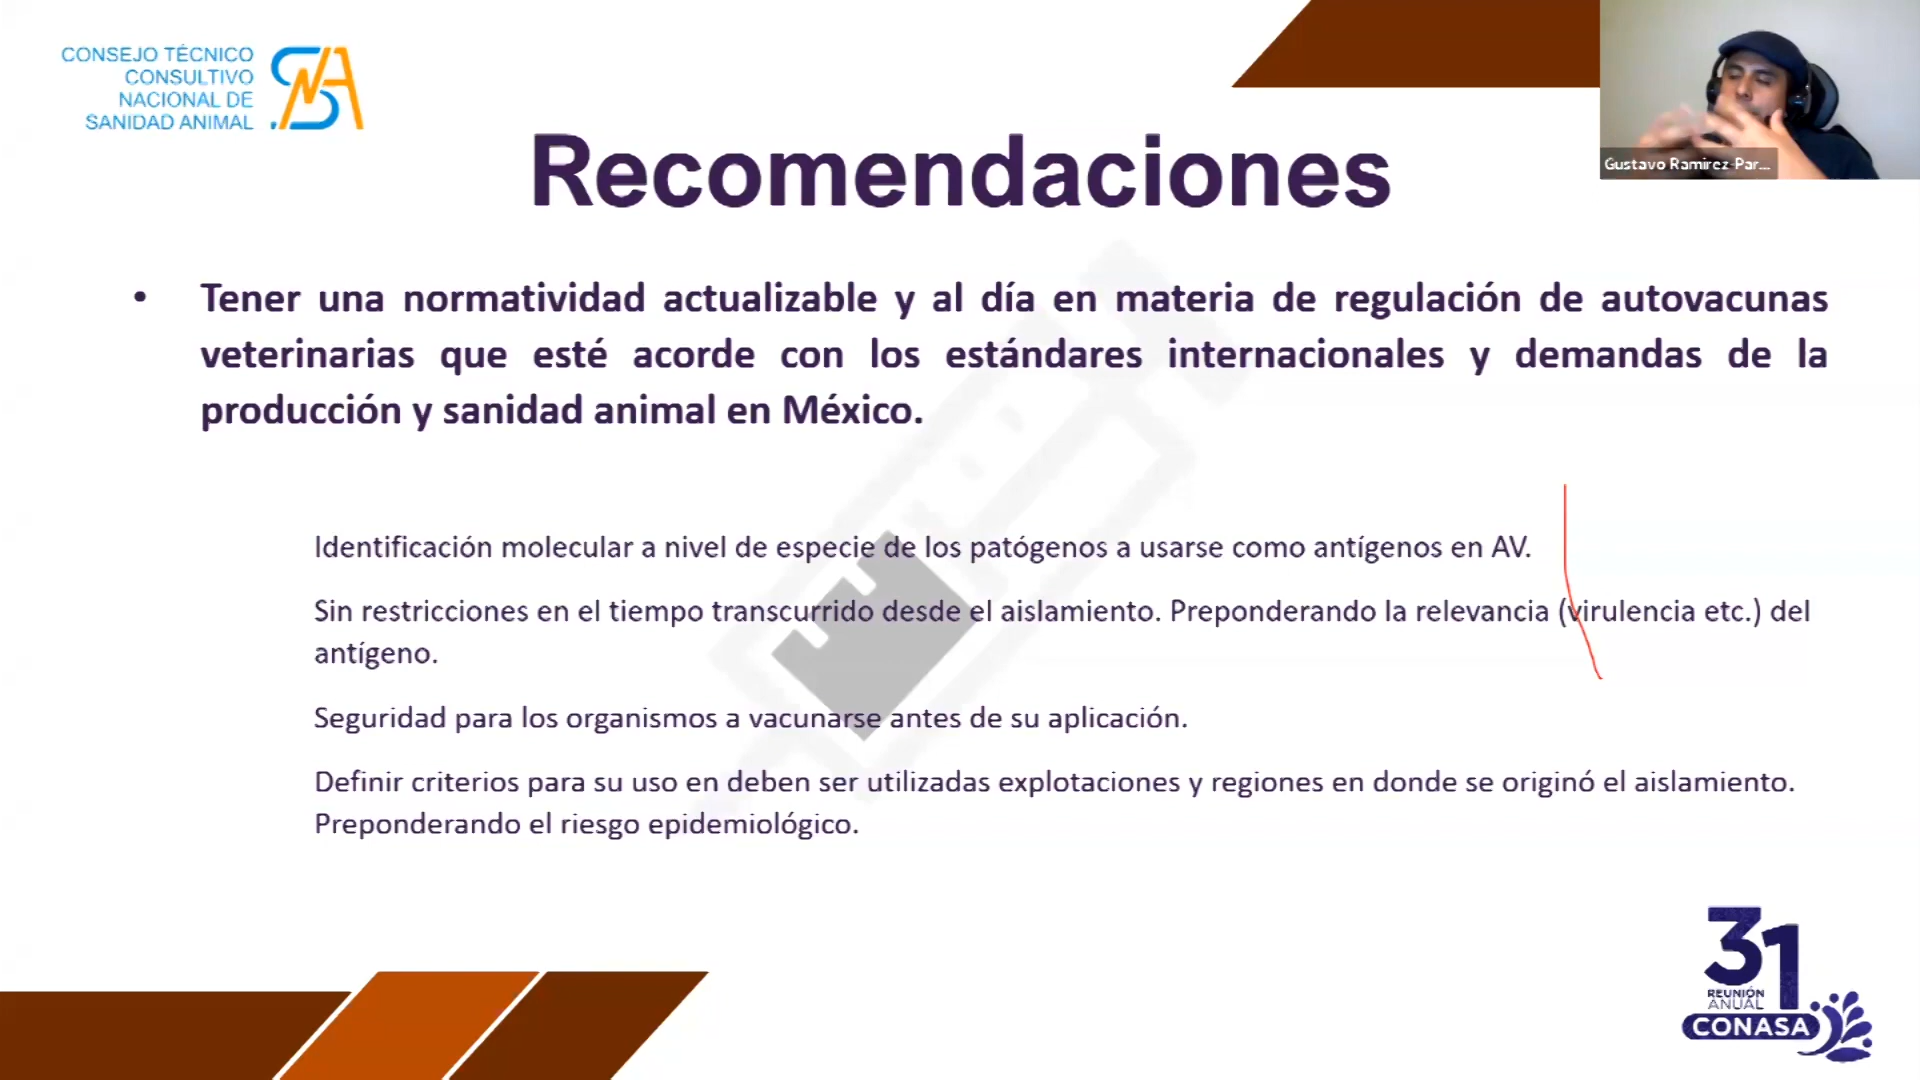 CONSEJO TÉCNICO
CONSULTIVO
NACIONAL DE
SANIDAD ANIMAL
Recomendaciones
Gustavo Ramirez-Par...
• Tener una normatividad actualizable y al día en materia de regulación de autovacunas
veterinarias que esté acorde con los estándares internacionales y demandas de la
producción y sanidad animal en México.
Identificación molecular a nivel de especie de los patógenos a usarse como antígenos en AV.
Sin restricciones en el tiempo transcurrido desde el aislamiento. Preponderando la relevancia (virulencia etc.) del
antígeno.
Seguridad para los organismos a vacunarse antes de su aplicación.
Definir criterios para su uso en deben ser utilizadas explotaciones y regiones en donde se originó el aislamiento.
Preponderando el riesgo epidemiológico.
31
REUNIÓN
ANUAL
CONASA